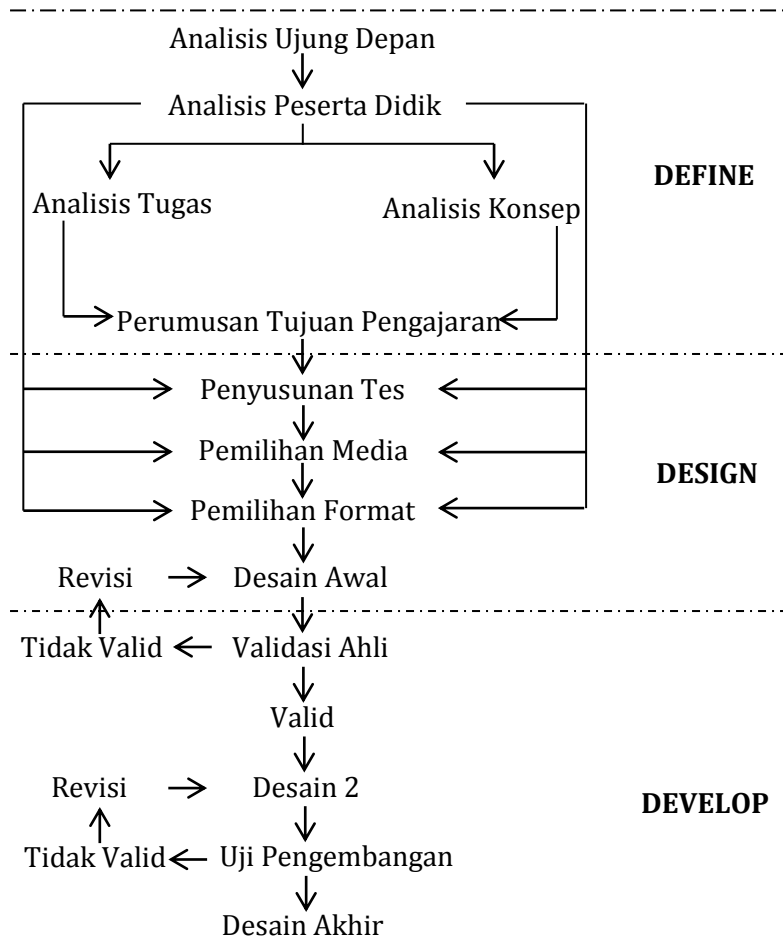 Analisis Ujung Depan
Analisis Peserta Didik
DEFINE
Analisis Tugas
Analisis Konsep
Perumusan Tujuan Pengajaran
Penyusunan Tes
Pemilihan Media
DESIGN
Pemilihan Format
Revisi
Desain Awal
Tidak Valid
Validasi Ahli
Valid
Revisi
Desain 2
DEVELOP
Tidak Valid
Uji Pengembangan
Desain Akhir